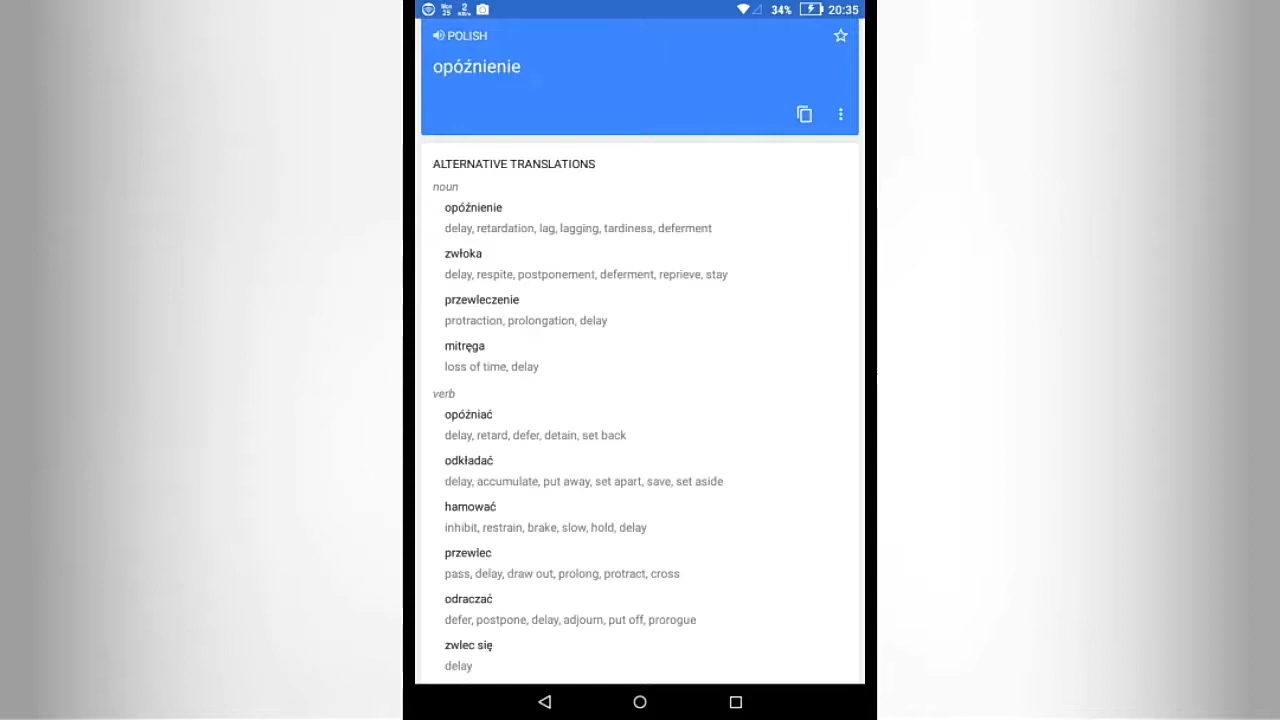 Mon 25 2 34% 20:35
POLISH
opóźnienie
ALTERNATIVE TRANSLATIONS
noun
opóźnienie
delay, retardation, lag, lagging, tardiness, deferment
zwłoka
delay, respite, postponement, deferment, reprieve, stay
przewleczenie
protraction, prolongation, delay
mitręga
loss of time, delay
verb
opóźniać
delay, retard, defer, detain, set back
odkładać
delay, accumulate, put away, set apart, save, set aside
hamować
inhibit, restrain, brake, slow, hold, delay
przewlec
pass, delay, draw out, prolong, protract, cross
odraczać
defer, postpone, delay, adjourn, put off, prorogue
zwlec się
delay